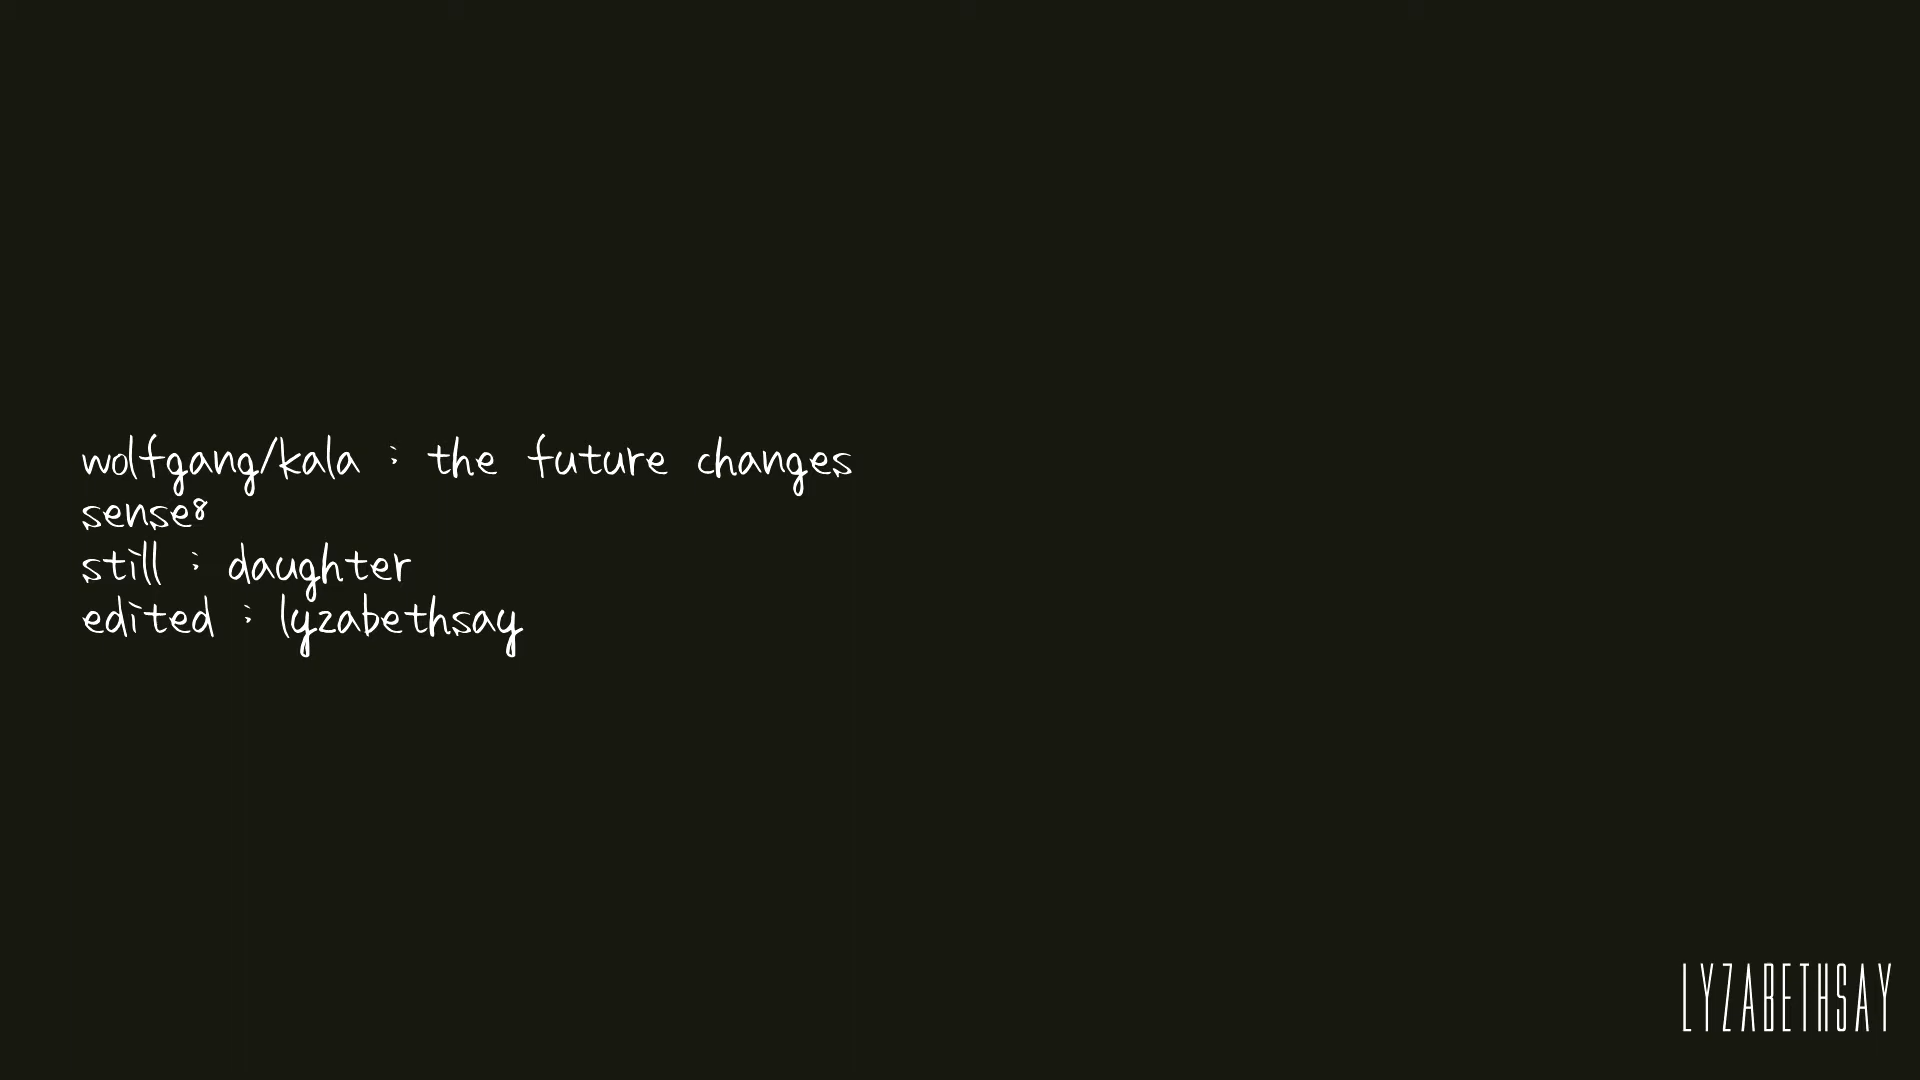 wolfgang/kala : the future changes
sense8
still : daughter
edited : lyzabethsay
LYZABETHSAY